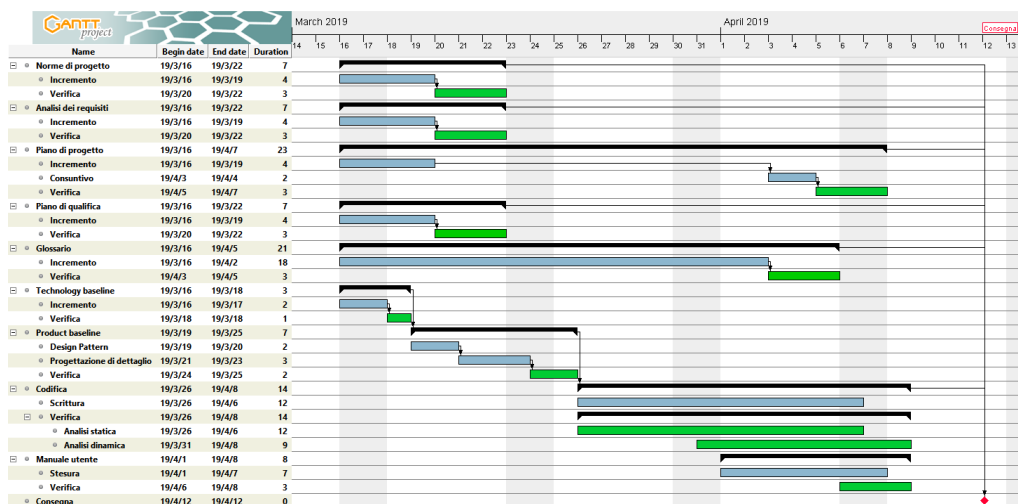 GANTT
project
March 2019
April 2019
Consegna
Name Begin date End date Duration
14 15 16 17 18 19 20 21 22 23 24 25 26 27 28 29 30 31 1 2 3 4 5 6 7 8 9 10 11 12 13
Norme di progetto 19/3/16 19/3/22 7
Incremento 19/3/16 19/3/19 4
Verifica 19/3/20 19/3/22 3
Analisi dei requisiti 19/3/16 19/3/22 7
Incremento 19/3/16 19/3/19 4
Verifica 19/3/20 19/3/22 3
Piano di progetto 19/3/16 19/4/7 23
Incremento 19/3/16 19/3/19 4
Consuntivo 19/4/3 19/4/4 2
Verifica 19/4/5 19/4/7 3
Piano di qualifica 19/3/16 19/3/22 7
Incremento 19/3/16 19/3/19 4
Verifica 19/3/20 19/3/22 3
Glossario 19/3/16 19/4/5 21
Incremento 19/3/16 19/4/2 18
Verifica 19/4/3 19/4/5 3
Technology baseline 19/3/16 19/3/18 3
Incremento 19/3/16 19/3/17 2
Verifica 19/3/18 19/3/18 1
Product baseline 19/3/19 19/3/25 7
Design Pattern 19/3/19 19/3/20 2
Progettazione di dettaglio 19/3/21 19/3/23 3
Verifica 19/3/24 19/3/25 2
Codifica 19/3/26 19/4/8 14
Scrittura 19/3/26 19/4/6 12
Verifica 19/3/26 19/4/8 14
Analisi statica 19/3/26 19/4/6 12
Analisi dinamica 19/3/31 19/4/8 9
Manuale utente 19/4/1 19/4/8 8
Stesura 19/4/1 19/4/7 7
Verifica 19/4/6 19/4/8 3
Consegna 19/4/12 19/4/12 0